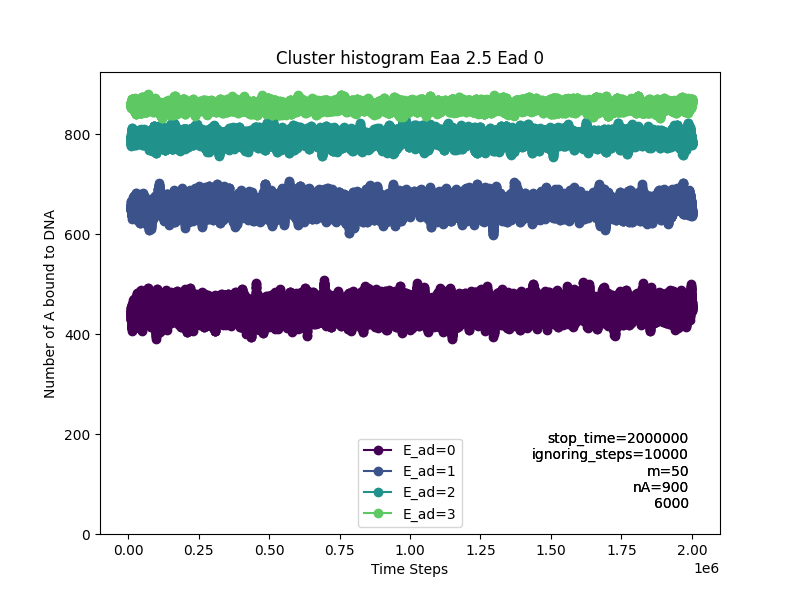 Cluster histogram Eaa 2.5 Ead 0
Number of A bound to DNA
800
600
400
200
0
E_ad=0
E_ad=1
E_ad=2
E_ad=3
stop_time=2000000
ignoring_steps=10000
m=50
nA=900
6000
0.00 0.25 0.50 0.75 1.00 1.25 1.50 1.75 2.00
1e6
Time Steps